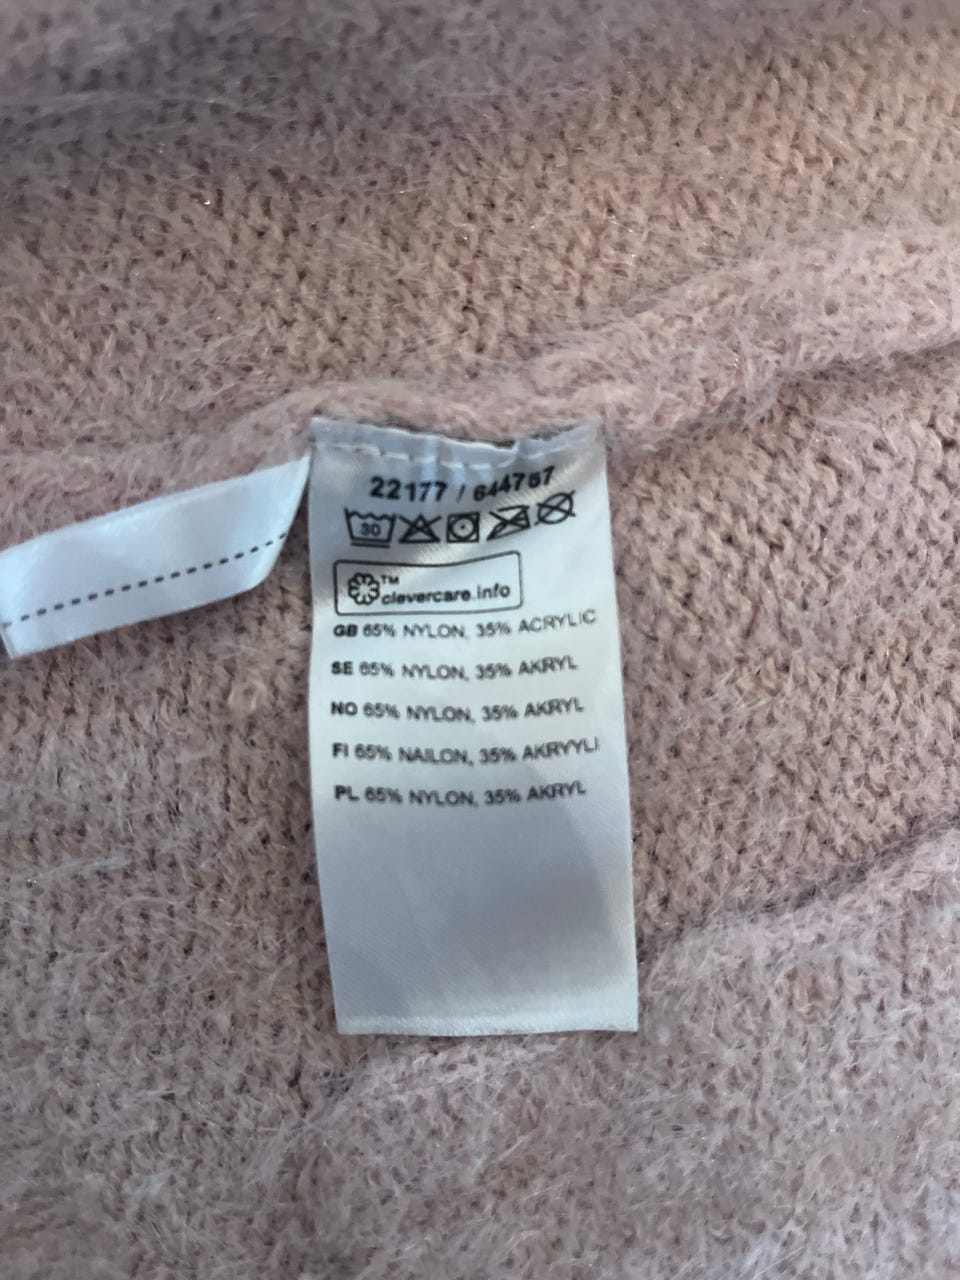 22177 / 644767
30
TM
clevercare.info
GB 65% NYLON, 35% ACRYLIC
SE 65% NYLON, 35% AKRYL
NO 65% NYLON, 35% AKRYL
FI 65% NAILON, 35% AKRYYLI
PL 65% NYLON, 35% AKRYL